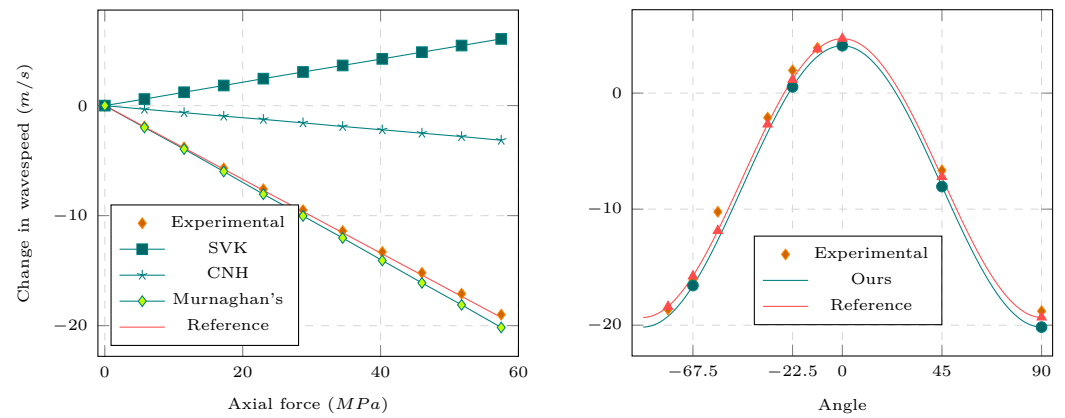 Change in wavespeed (m/s)
0
−10
−20
Experimental
SVK
CNH
Murnaghan's
Reference
0 20 40 60
Axial force (MPa)
0
−10
−20
Experimental
Ours
Reference
−67.5 −22.5 0 45 90
Angle